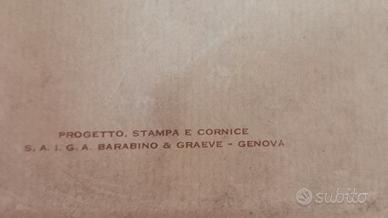 PROGETTO, STAMPA E CORNICE
S. A. I. G. A. BARABINO & GRAEVE - GENOVA
subito